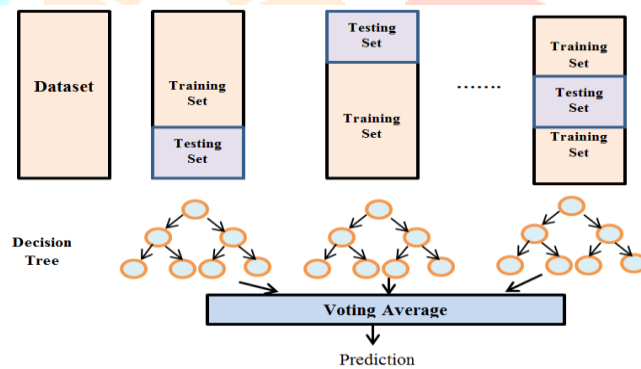 Dataset
Training
Set
Testing
Set
Testing
Set
Training
Set
.......
Training
Set
Testing
Set
Training
Set
Decision
Tree
Voting Average
Prediction